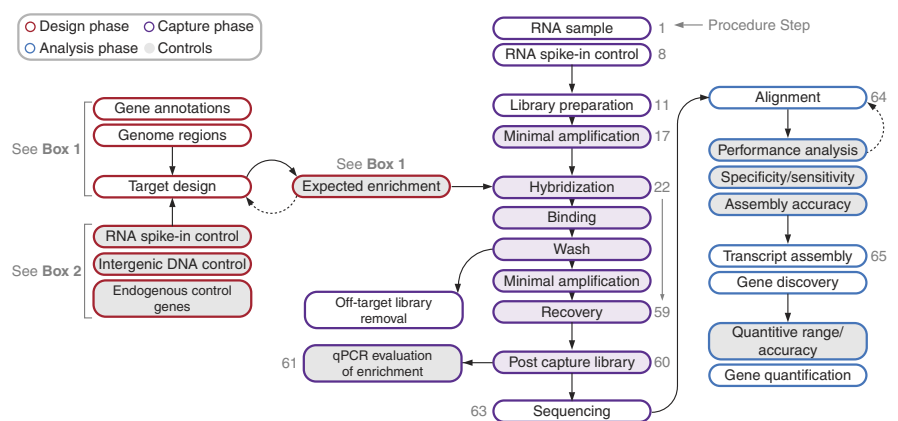 Design phase
Capture phase
Analysis phase
Controls
See Box 1
Gene annotations
Genome regions
Target design
See Box 2
RNA spike-in control
Intergenic DNA control
Endogenous control
genes
See Box 1
Expected enrichment
RNA sample
1
Procedure Step
RNA spike-in control
8
Library preparation
11
Minimal amplification
17
Hybridization
22
Binding
Wash
Minimal amplification
Recovery
59
Off-target library
removal
Post capture library
60
61
qPCR evaluation
of enrichment
63
Sequencing
Alignment
64
Performance analysis
Specificity/sensitivity
Assembly accuracy
Transcript assembly
65
Gene discovery
Quantitive range/
accuracy
Gene quantification